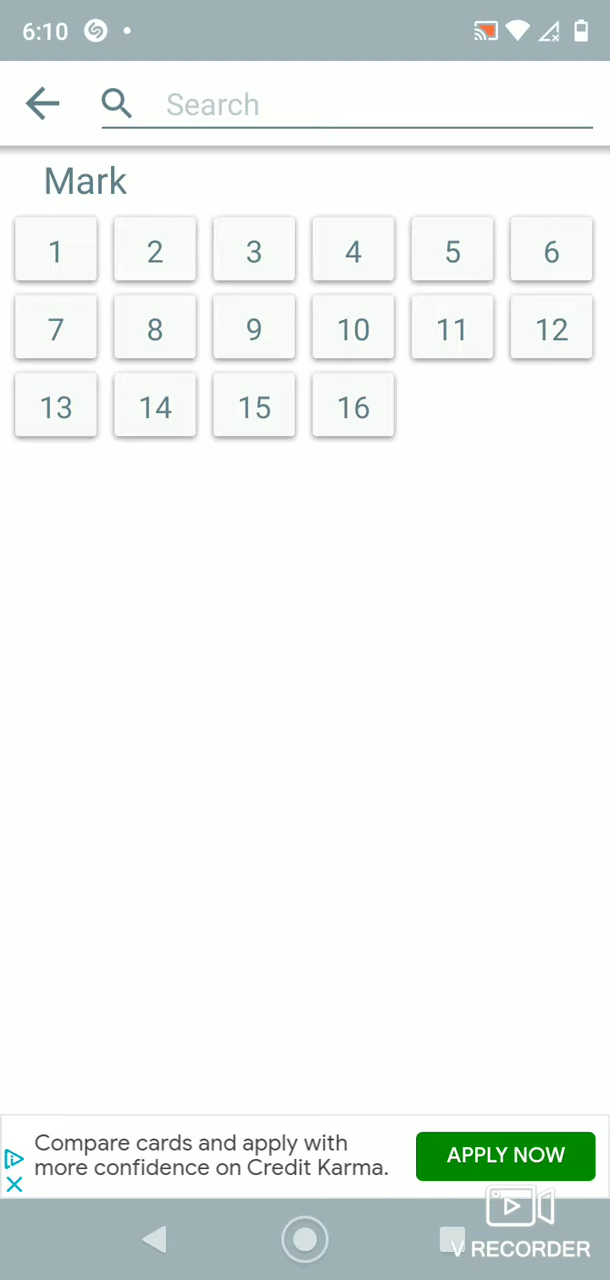 6:10
Search
Mark
1 2 3 4 5 6
7 8 9 10 11 12
13 14 15 16
Compare cards and apply with
more confidence on Credit Karma.
APPLY NOW
V RECORDER